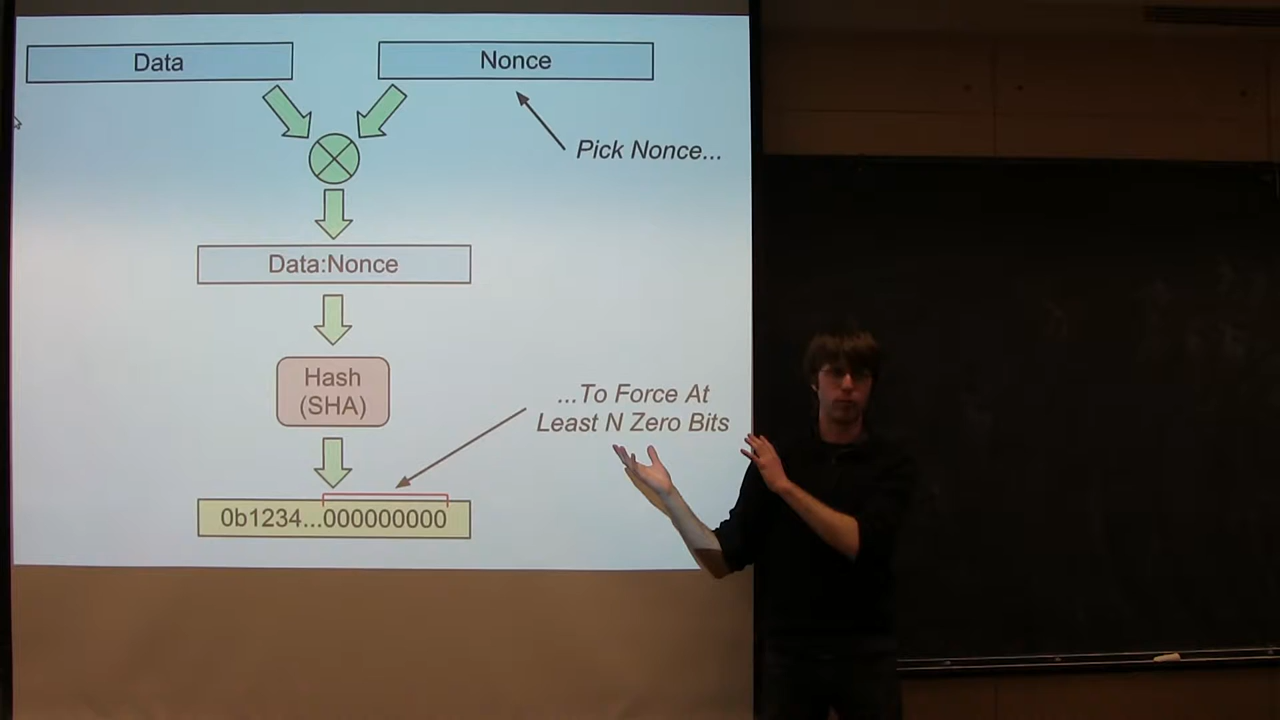 Data
Nonce
Pick Nonce...
Data:Nonce
Hash
(SHA)
...To Force At
Least N Zero Bits
0b1234...000000000